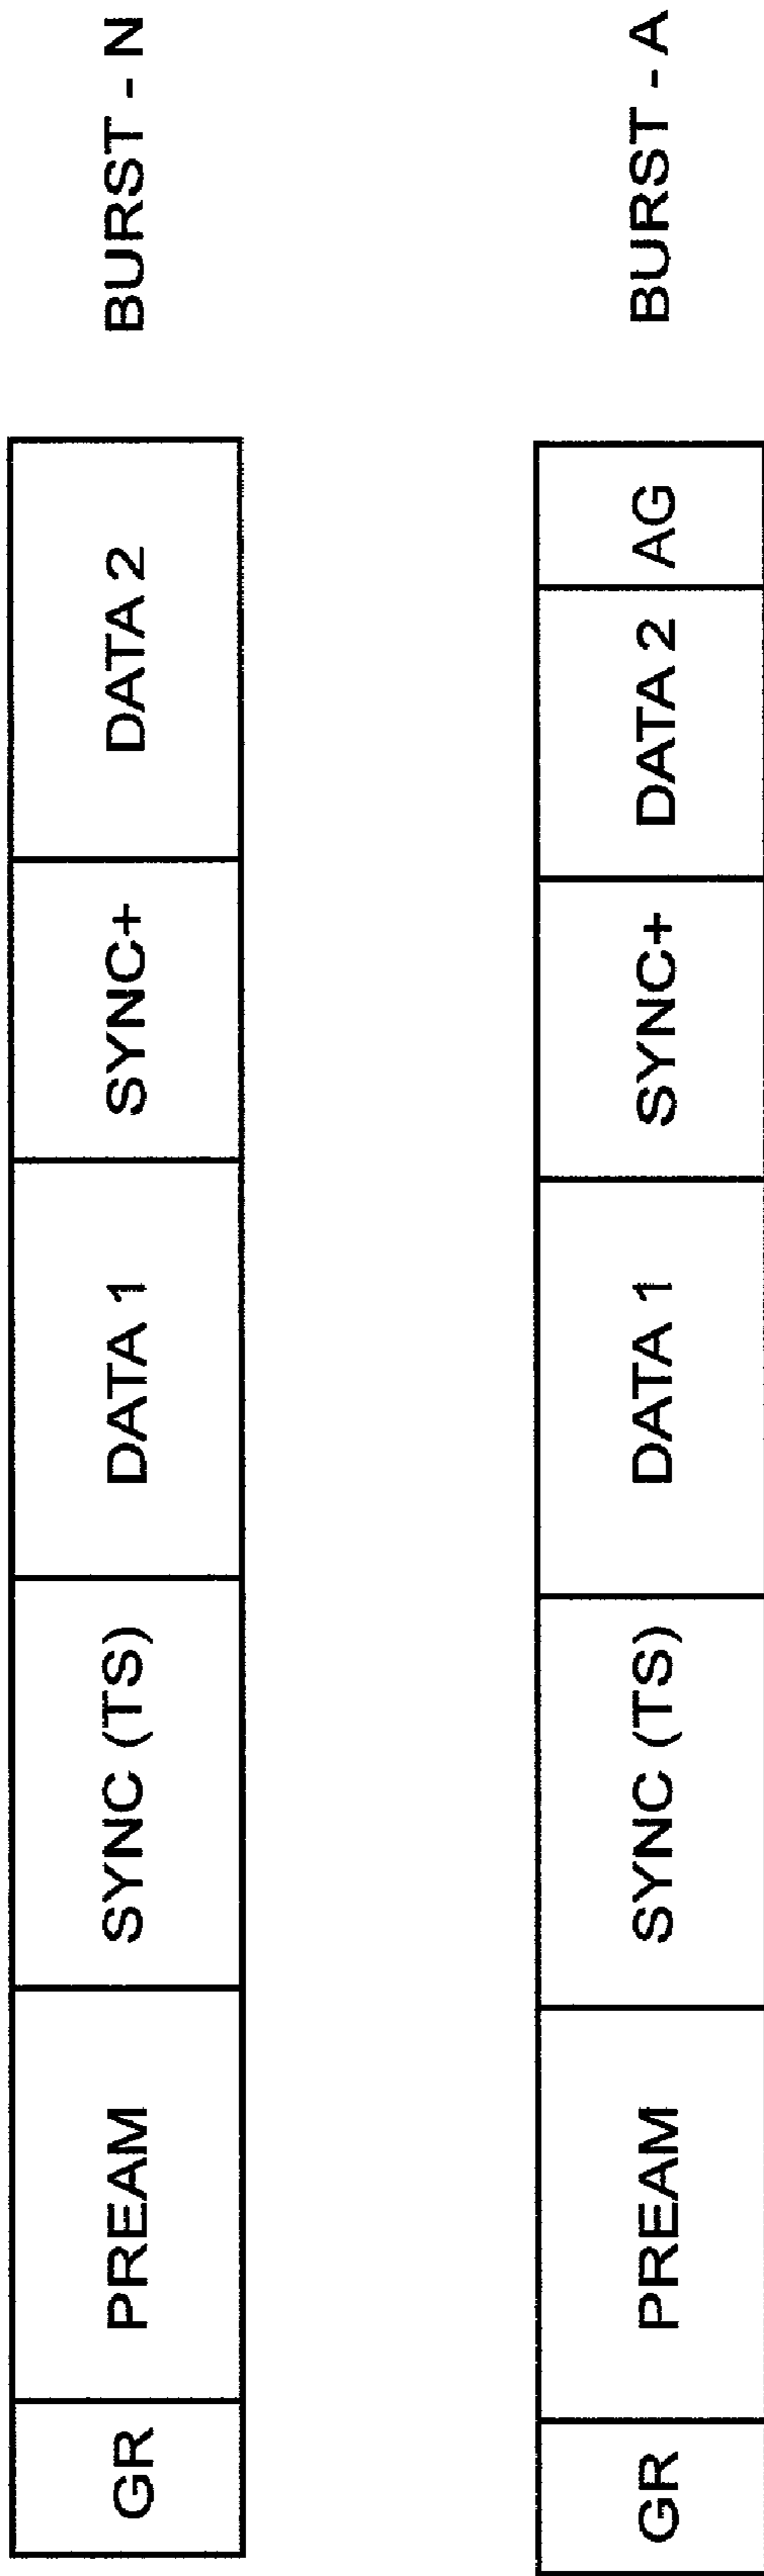 GR PREAM SYNC (TS) DATA 1 SYNC+ DATA 2 BURST - N
GR PREAM SYNC (TS) DATA 1 SYNC+ DATA 2 AG BURST - A